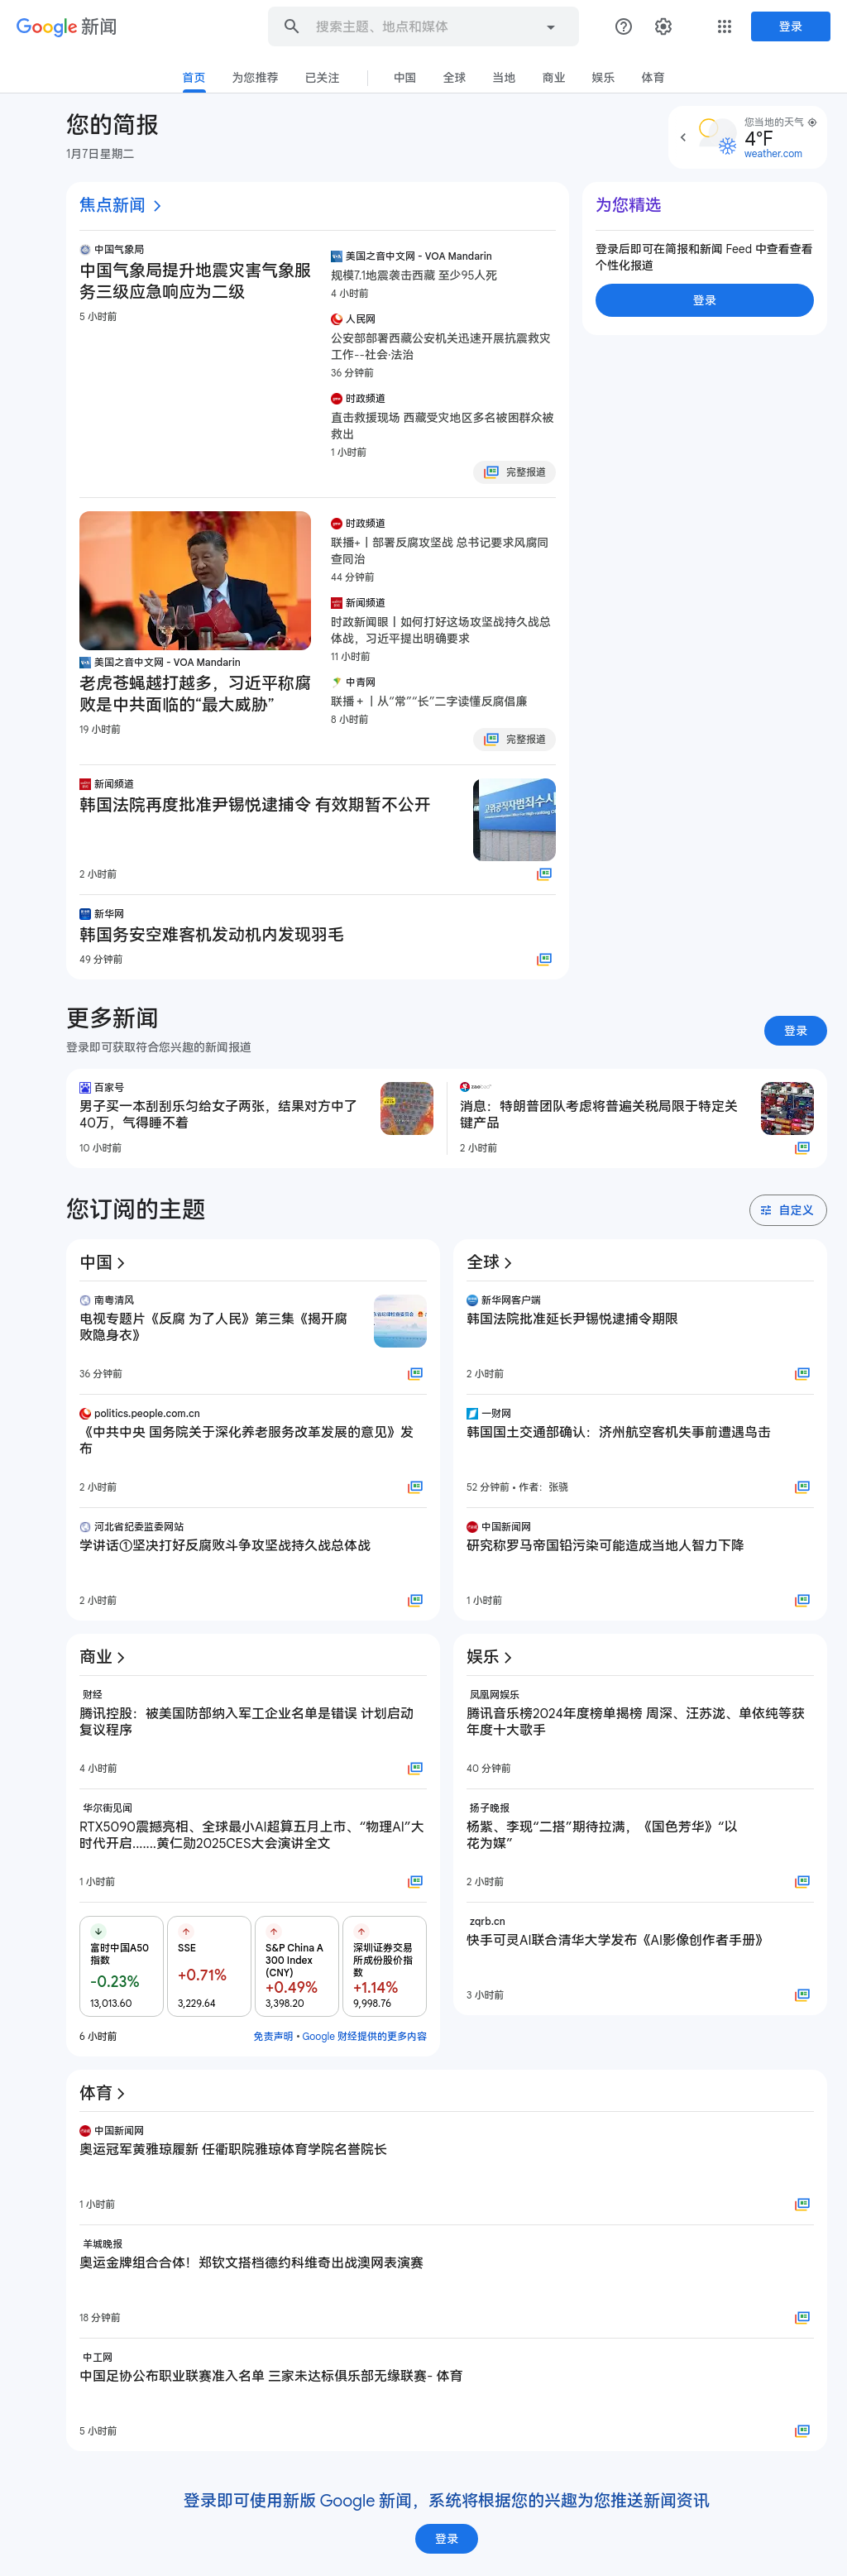 Google 新闻
搜索主题、地点和媒体
登录
首页
为您推荐
已关注
中国
全球
当地
商业
娱乐
体育
您的简报
1月7日星期二
您当地的天气
4°F
weather.com
焦点新闻
中国气象局
中国气象局提升地震灾害气象服
务三级应急响应为二级
5 小时前
美国之音中文网 - VOA Mandarin
规模7.1地震袭击西藏 至少95人死
4 小时前
人民网
公安部部署西藏公安机关迅速开展抗震救灾
工作--社会·法治
36 分钟前
时政频道
直击救援现场 西藏受灾地区多名被困群众被
救出
1 小时前
完整报道
为您精选
登录后即可在简报和新闻 Feed 中查看查看
个性化报道
登录
美国之音中文网 - VOA Mandarin
老虎苍蝇越打越多，习近平称腐
败是中共面临的“最大威胁”
19 小时前
时政频道
联播+丨部署反腐攻坚战 总书记要求风腐同
查同治
44 分钟前
新闻频道
时政新闻眼丨如何打好这场攻坚战持久战总
体战，习近平提出明确要求
11 小时前
中青网
联播＋丨从“常”“长”二字读懂反腐倡廉
8 小时前
完整报道
新闻频道
韩国法院再度批准尹锡悦逮捕令 有效期暂不公开
고위공직자범죄수사
2 小时前
新华网
韩国务安空难客机发动机内发现羽毛
49 分钟前
更多新闻
登录即可获取符合您兴趣的新闻报道
登录
百家号
男子买一本刮刮乐匀给女子两张，结果对方中了
40万，气得睡不着
10 小时前
消息：特朗普团队考虑将普遍关税局限于特定关
键产品
2 小时前
您订阅的主题
自定义
中国
南粤清风
电视专题片《反腐 为了人民》第三集《揭开腐
败隐身衣》
36 分钟前
politics.people.com.cn
《中共中央 国务院关于深化养老服务改革发展的意见》发
布
2 小时前
河北省纪委监委网站
学讲话①坚决打好反腐败斗争攻坚战持久战总体战
2 小时前
全球
新华网客户端
韩国法院批准延长尹锡悦逮捕令期限
2 小时前
一财网
韩国国土交通部确认：济州航空客机失事前遭遇鸟击
52 分钟前 • 作者：张骁
中国新闻网
研究称罗马帝国铅污染可能造成当地人智力下降
1 小时前
商业
财经
腾讯控股：被美国防部纳入军工企业名单是错误 计划启动
复议程序
4 小时前
华尔街见闻
RTX5090震撼亮相、全球最小AI超算五月上市、“物理AI”大
时代开启.......黄仁勋2025CES大会演讲全文
1 小时前
富时中国A50
指数
-0.23%
13,013.60
SSE
+0.71%
3,229.64
S&P China A
300 Index
(CNY)
+0.49%
3,398.20
深圳证券交易
所成份股价指
数
+1.14%
9,998.76
6 小时前
免责声明 • Google 财经提供的更多内容
娱乐
凤凰网娱乐
腾讯音乐榜2024年度榜单揭榜 周深、汪苏泷、单依纯等获
年度十大歌手
40 分钟前
扬子晚报
杨紫、李现“二搭”期待拉满，《国色芳华》“以
花为媒”
2 小时前
zqrb.cn
快手可灵AI联合清华大学发布《AI影像创作者手册》
3 小时前
体育
中国新闻网
奥运冠军黄雅琼履新 任衢职院雅琼体育学院名誉院长
1 小时前
羊城晚报
奥运金牌组合合体！郑钦文搭档德约科维奇出战澳网表演赛
18 分钟前
中工网
中国足协公布职业联赛准入名单 三家未达标俱乐部无缘联赛- 体育
5 小时前
登录即可使用新版 Google 新闻，系统将根据您的兴趣为您推送新闻资讯
登录